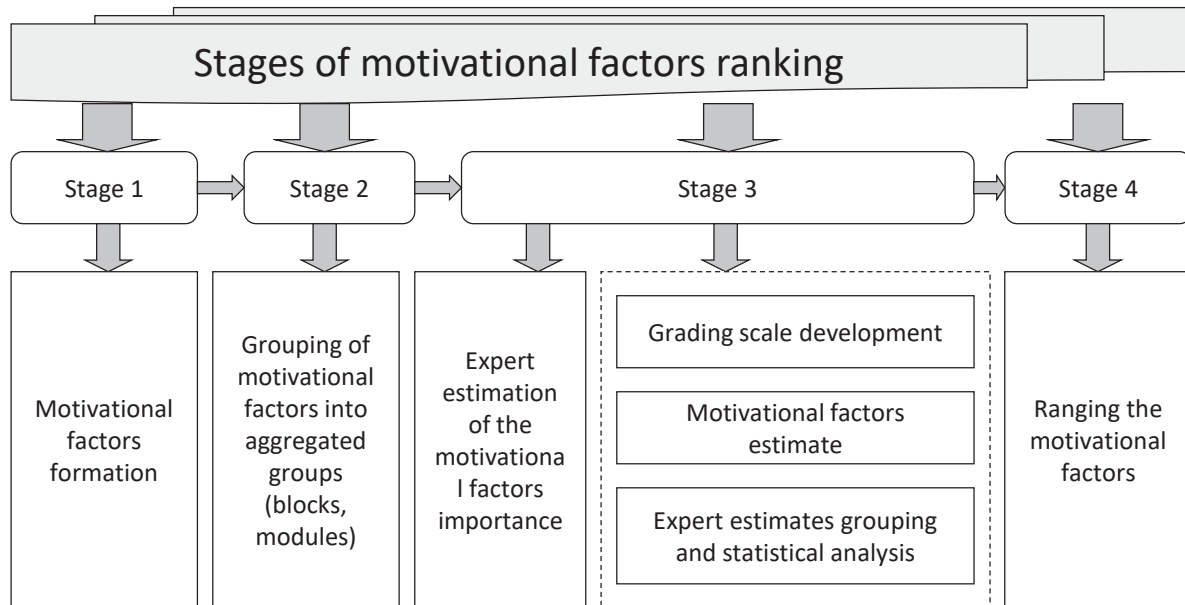 Stages of motivational factors ranking
Stage 1
Stage 2
Stage 3
Stage 4
Motivational
factors
formation
Grouping of
motivational
factors into
aggregated
groups
(blocks,
modules)
Expert
estimation
of the
motivationa
l factors
importance
Grading scale development
Motivational factors
estimate
Expert estimates grouping
and statistical analysis
Ranging the
motivational
factors